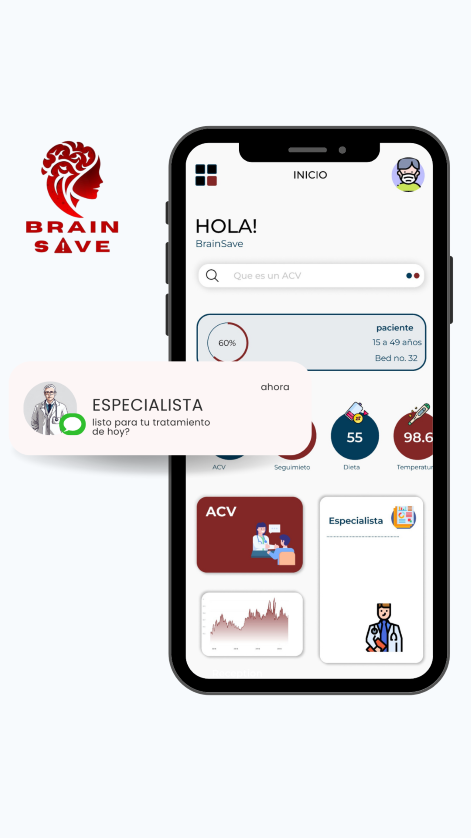 BRAIN
SAVE
INICIO
HOLA!
BrainSave
Que es un ACV
60%
paciente
15 a 49 años
Bed no. 32
ahora
ESPECIALISTA
listo para tu tratamiento
de hoy?
55
98.6
ACV
Seguimieto
Dieta
Temperatur
ACV
Especialista